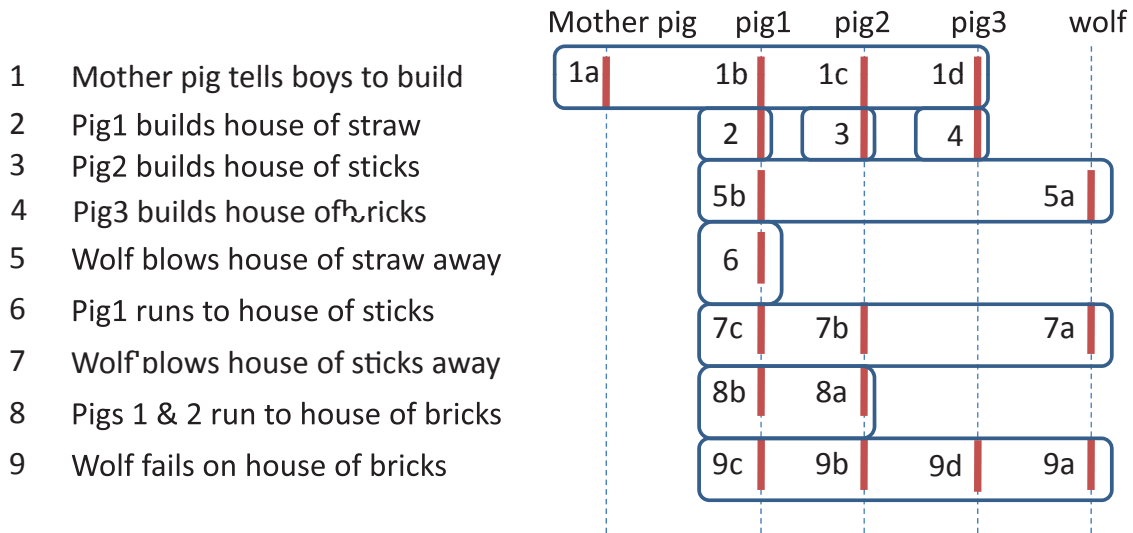 Mother pig pig1 pig2 pig3 wolf
1 Mother pig tells boys to build 1a 1b 1c 1d
2 Pig1 builds house of straw 2 3 4
3 Pig2 builds house of sticks
4 Pig3 builds house of 5b 5a
5 Wolf blows house of straw away 6
6 Pig1 runs to house of sticks 7c 7b 7a
7 Wolf blows house of sticks away
8 Pigs 1 & 2 run to house of bricks 8b 8a
9 Wolf fails on house of bricks 9c 9b 9d 9a